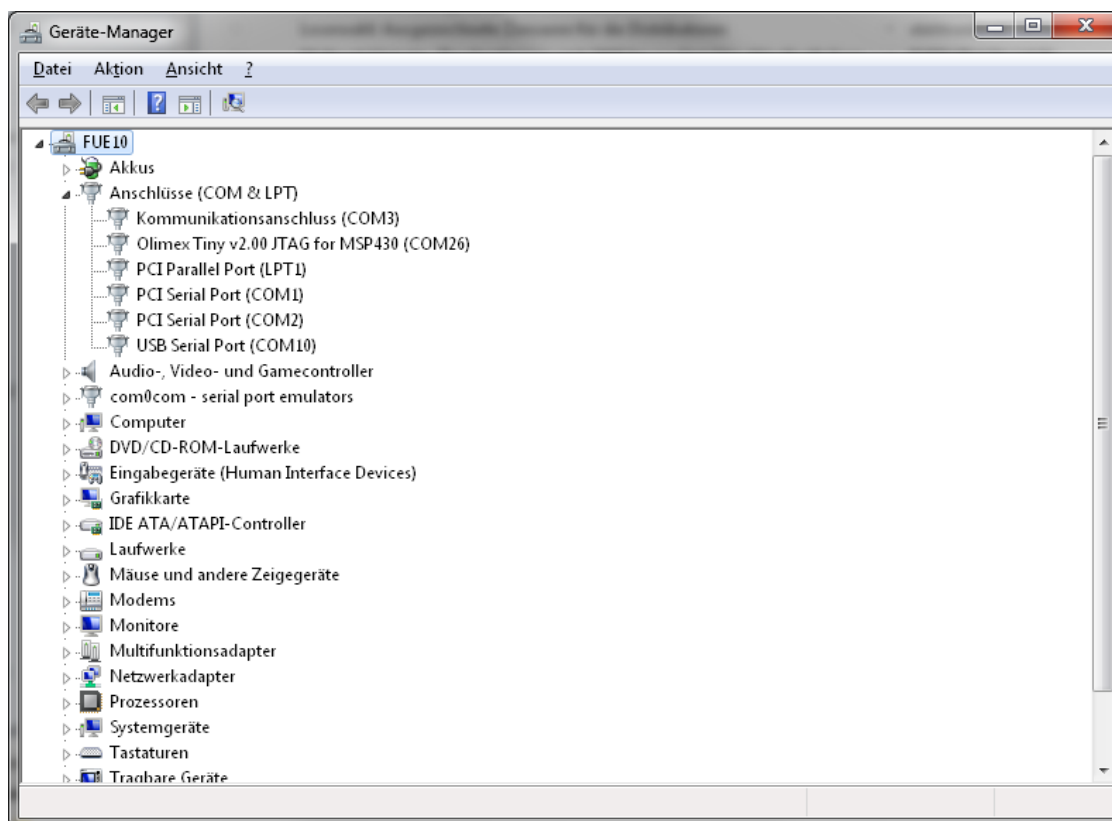 Geräte-Manager
Datei Aktion Ansicht ?
FUE10
Akkus
Anschlüsse (COM & LPT)
Kommunikationsanschluss (COM3)
Olimex Tiny v2.00 JTAG for MSP430 (COM26)
PCI Parallel Port (LPT1)
PCI Serial Port (COM1)
PCI Serial Port (COM2)
USB Serial Port (COM10)
Audio-, Video- und Gamecontroller
com0com - serial port emulators
Computer
DVD/CD-ROM-Laufwerke
Eingabegeräte (Human Interface Devices)
Grafikkarte
IDE ATA/ATAPI-Controller
Laufwerke
Mäuse und andere Zeigegeräte
Modems
Monitore
Multifunktionsadapter
Netzwerkadapter
Prozessoren
Systemgeräte
Tastaturen
Tragbare Geräte